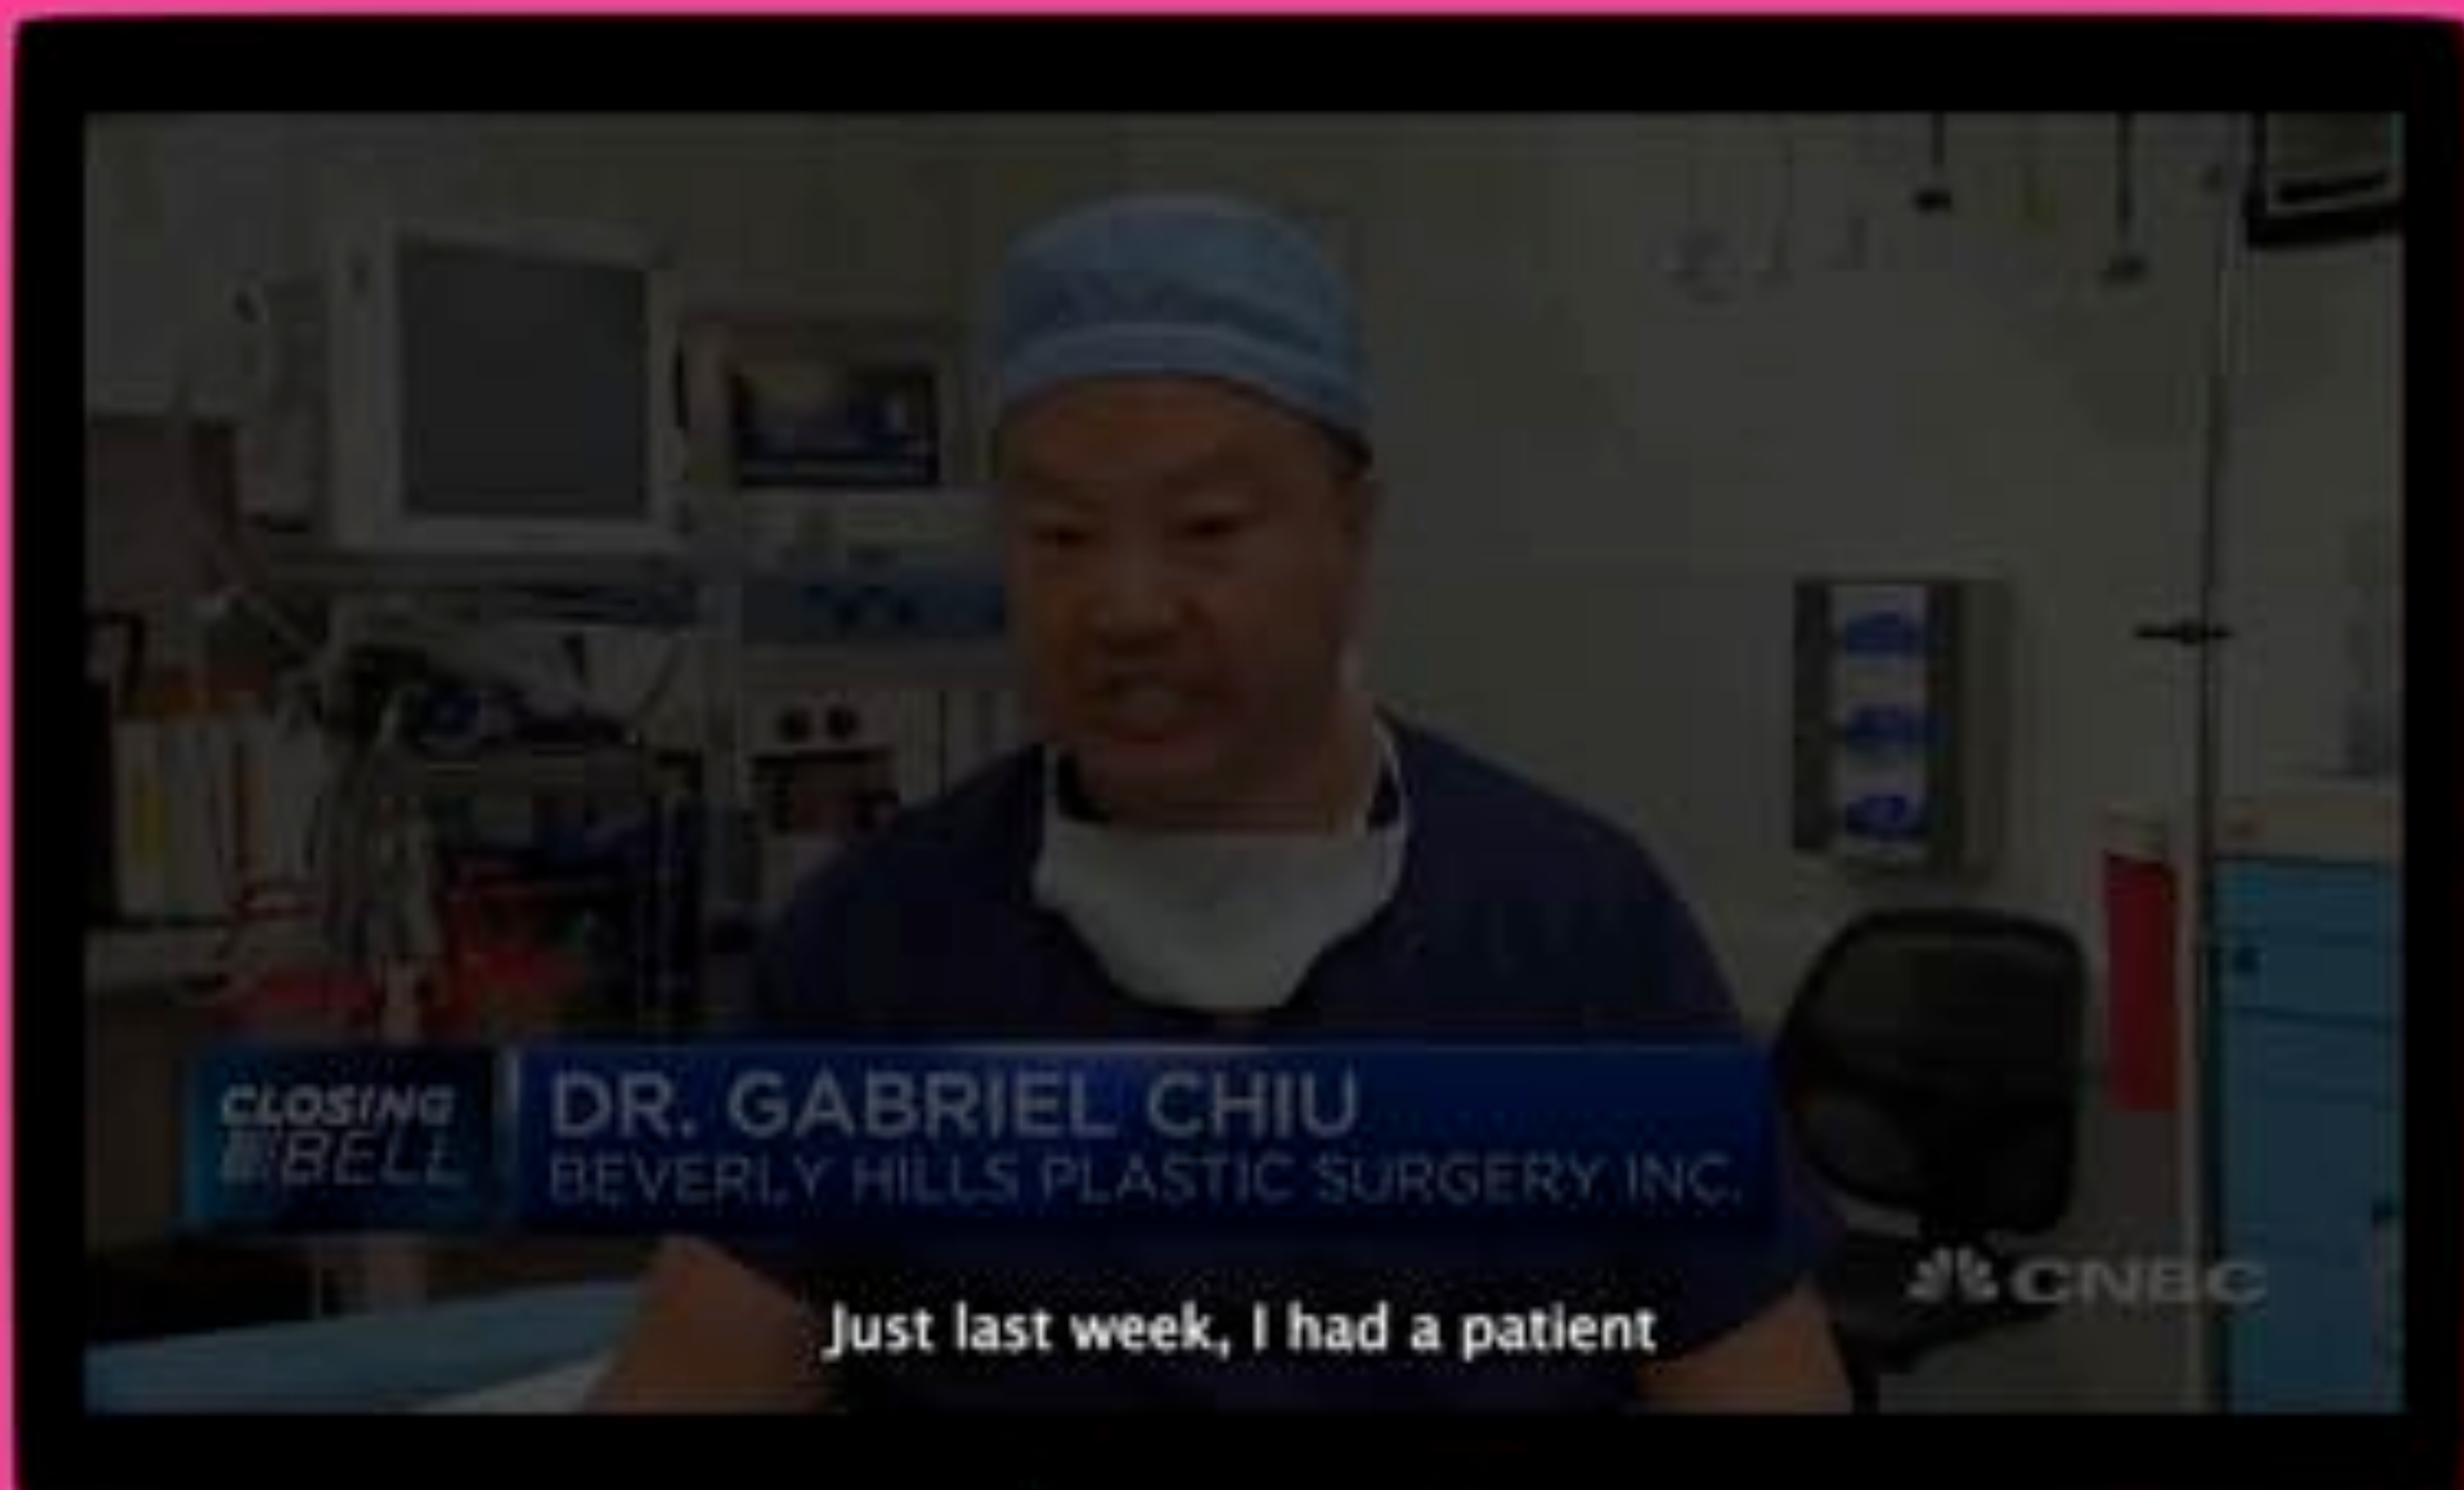 CLOSING
BELL
DR. GABRIEL CHIU
BEVERLY HILLS PLASTIC SURGERY INC.
CNBC
Just last week, I had a patient